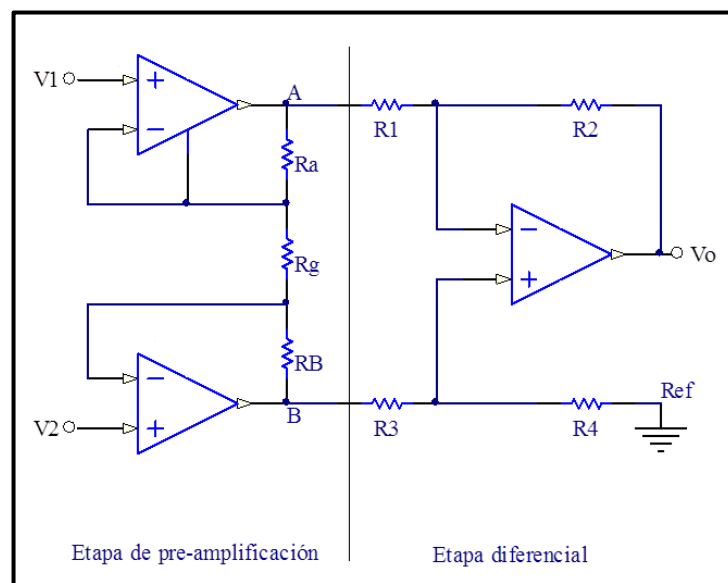 V1
+
−
A
R1
R2
Ra
Rg
−
+
Vo
RB
−
+
V2
B
R3
R4
Ref
Etapa de pre-amplificación
Etapa diferencial